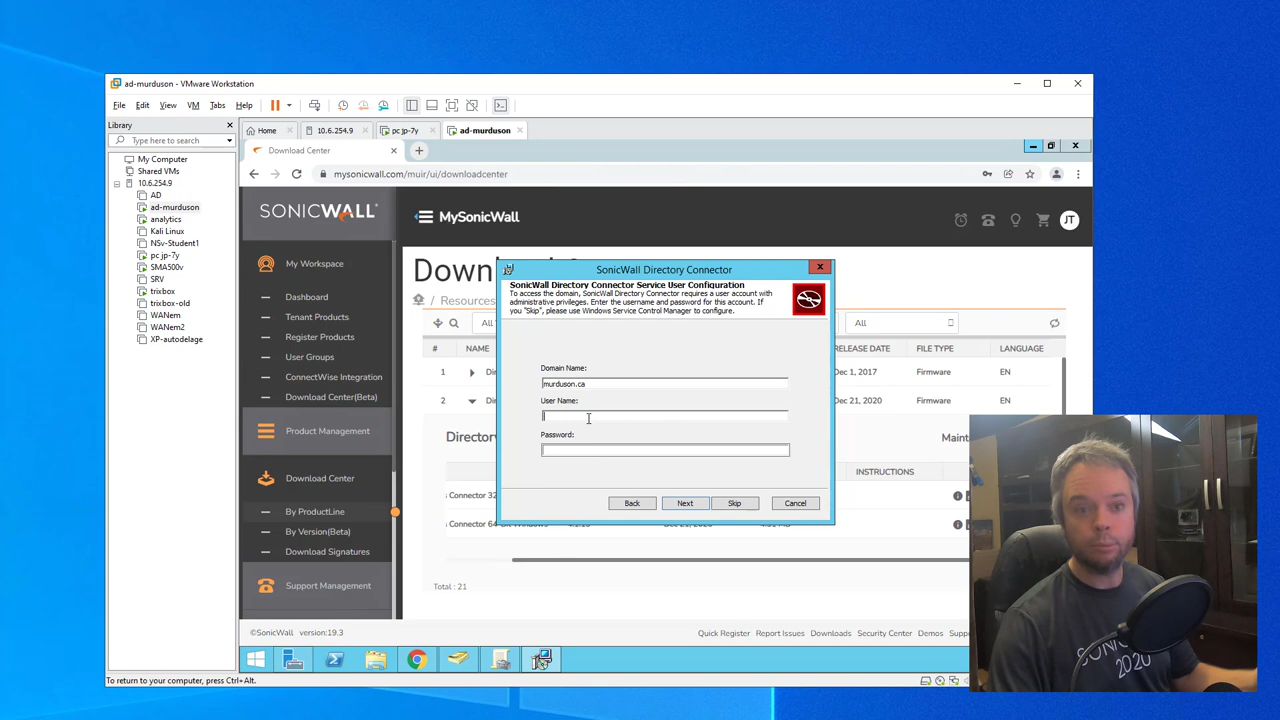 ad-murduson - VMware Workstation
File Edit View VM Tabs Help
Library
Type here to search
My Computer
Shared VMs
10.6.254.9
AD
ad-murduson
analytics
Kali Linux
NSv-Student1
pc jp-7y
SMA500v
SRV
trixbox
trixbox-old
WANem
WANem2
XP-autodelage
Home 10.6.254.9 pc jp-7y ad-murduson
Download Center
mysonicwall.com/muir/ui/downloadcenter
SONICWALL
MySonicWall
JT
My Workspace
Dashboard
Tenant Products
Register Products
User Groups
ConnectWise Integration
Download Center(Beta)
Product Management
Download Center
By ProductLine
By Version(Beta)
Download Signatures
Support Management
/ Resources
All
# NAME RELEASE DATE FILE TYPE FILE TYPE LANGUAGE
1 Dec 1, 2017 Firmware EN
2 Dec 21, 2020 Firmware EN
INSTRUCTIONS
s Connector 32
Total : 21
©SonicWall version:19.3
Quick Register Report Issues Downloads Security Center Demos
SonicWall Directory Connector
SonicWall Directory Connector Service User Configuration
To access the domain, SonicWall Directory Connector requires a user account with
administrative privileges. Enter the username and password for this account. If
you "Skip", please use Windows Service Control Manager to configure.
Domain Name:
murduson.ca
User Name:
Password:
Back Next Skip Cancel
To return to your computer, press Ctrl+Alt.
SONIC
2020